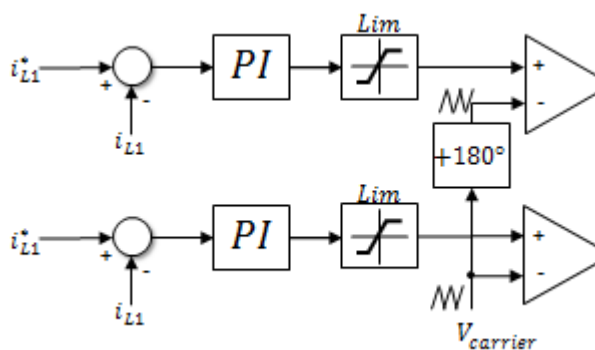 Lim
i*L1 + - PI + -
iL1
+180°
Lim
i*L1 + - PI + -
iL1
Vcarrier